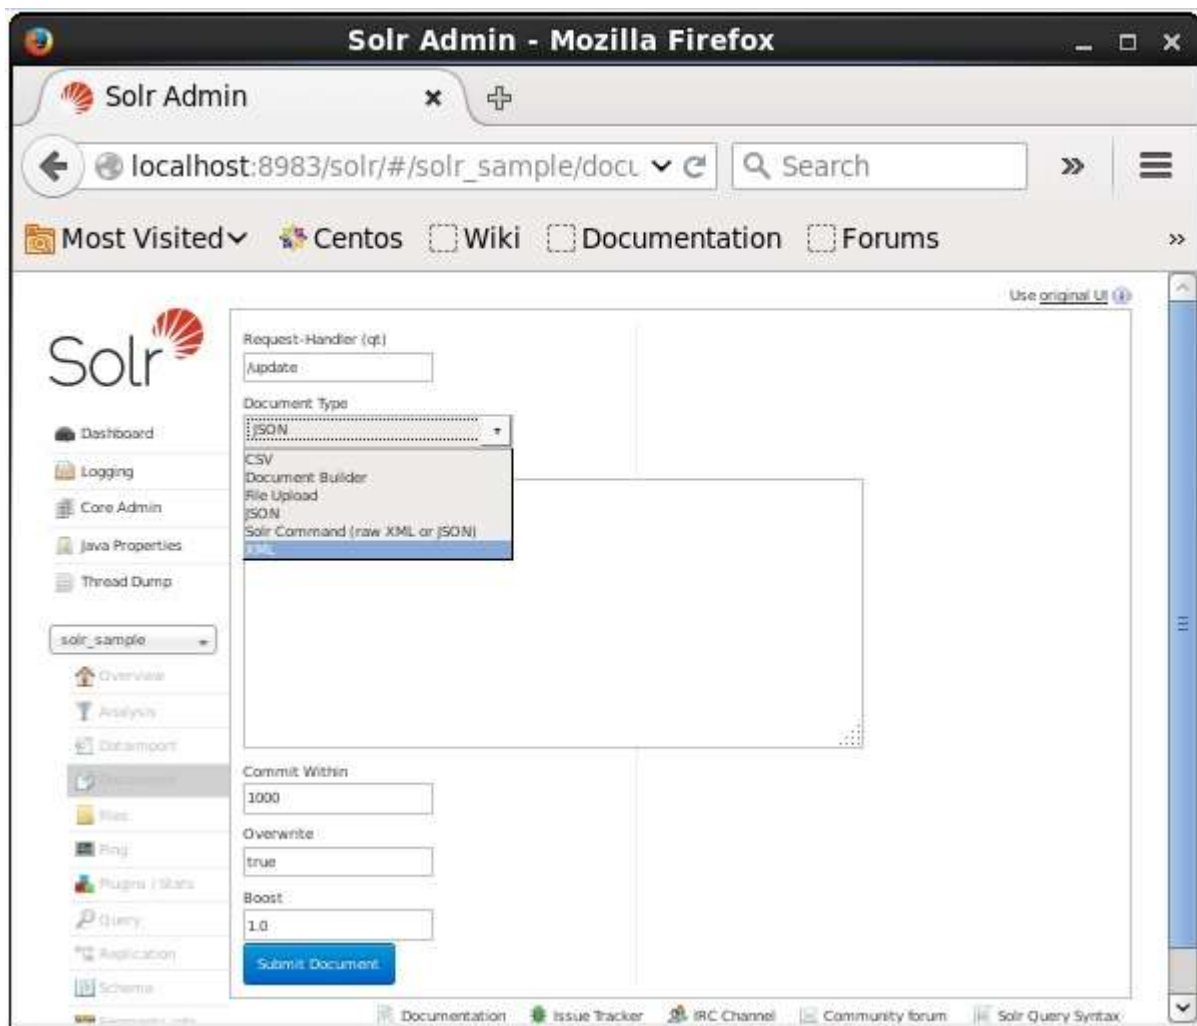 Solr Admin - Mozilla Firefox
Solr Admin
localhost:8983/solr/#/solr_sample/docu
Search
Most Visited
Centos
Wiki
Documentation
Forums
Use original UI
Solr
Dashboard
Logging
Core Admin
Java Properties
Thread Dump
solr_sample
Overview
Analysis
Dataimport
Documents
Files
Ping
Plugins / Stats
Query
Replication
Schema
Request-Handler (qt)
/update
Document Type
JSON
CSV
Document Builder
File Upload
JSON
Solr Command (raw XML or JSON)
XML
Commit Within
1000
Overwrite
true
Boost
1.0
Submit Document
Documentation
Issue Tracker
IRC Channel
Community forum
Solr Query Syntax